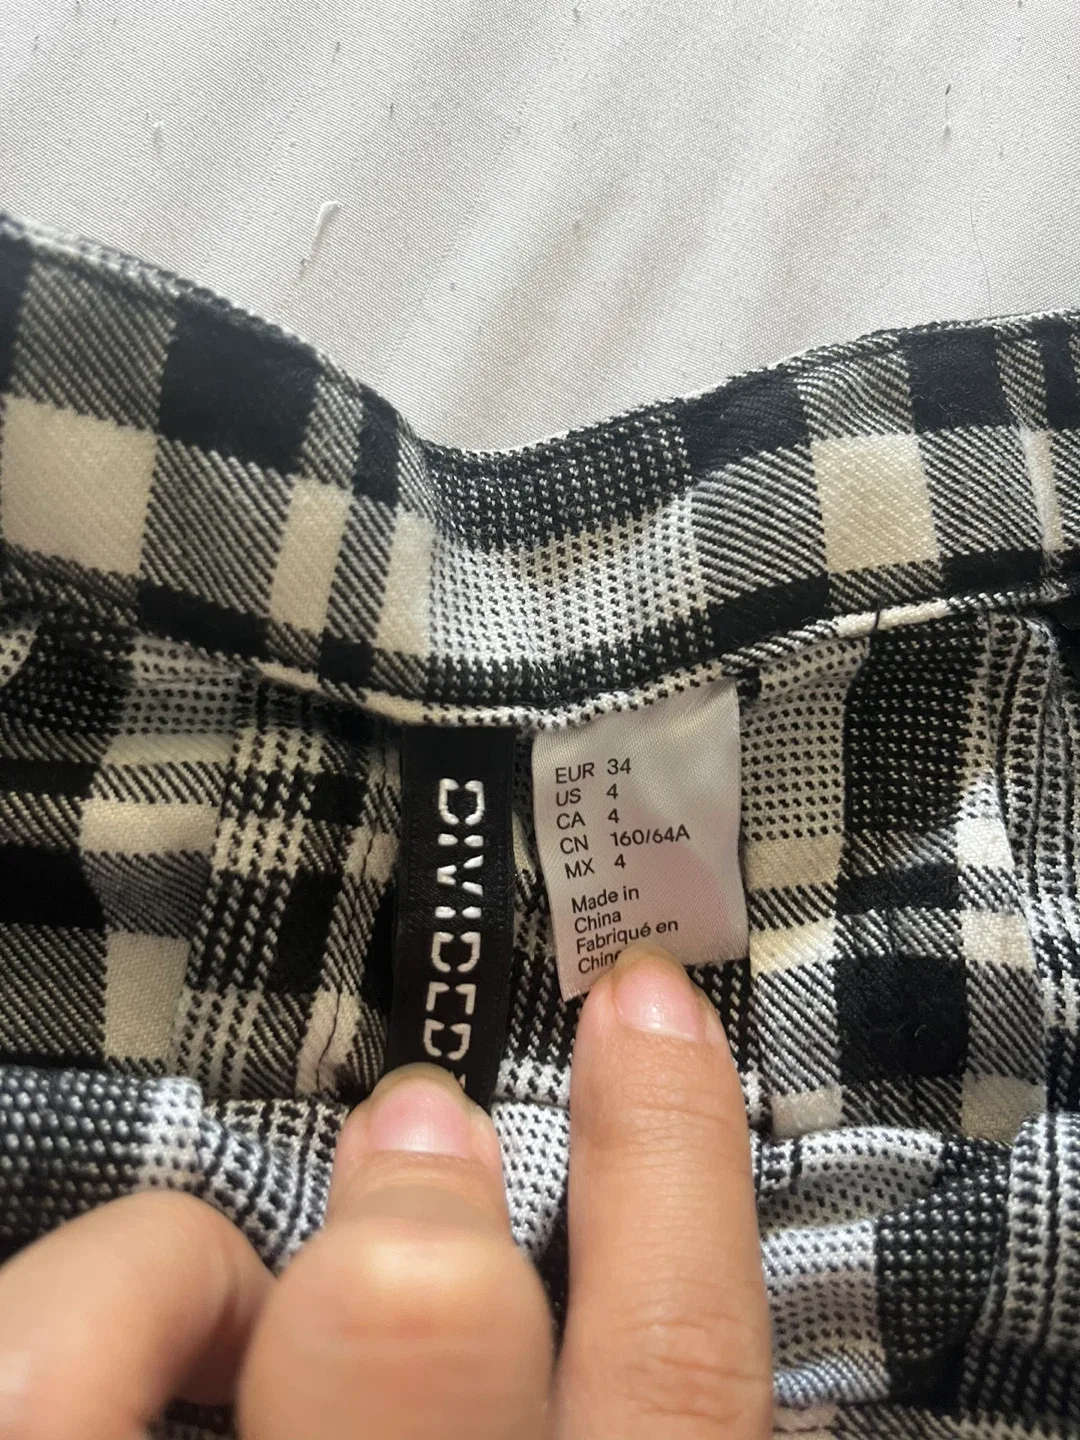 DIVIDED
EUR 34
US 4
CA 4
CN 160/64A
MX 4
Made in
China
Fabriqué en